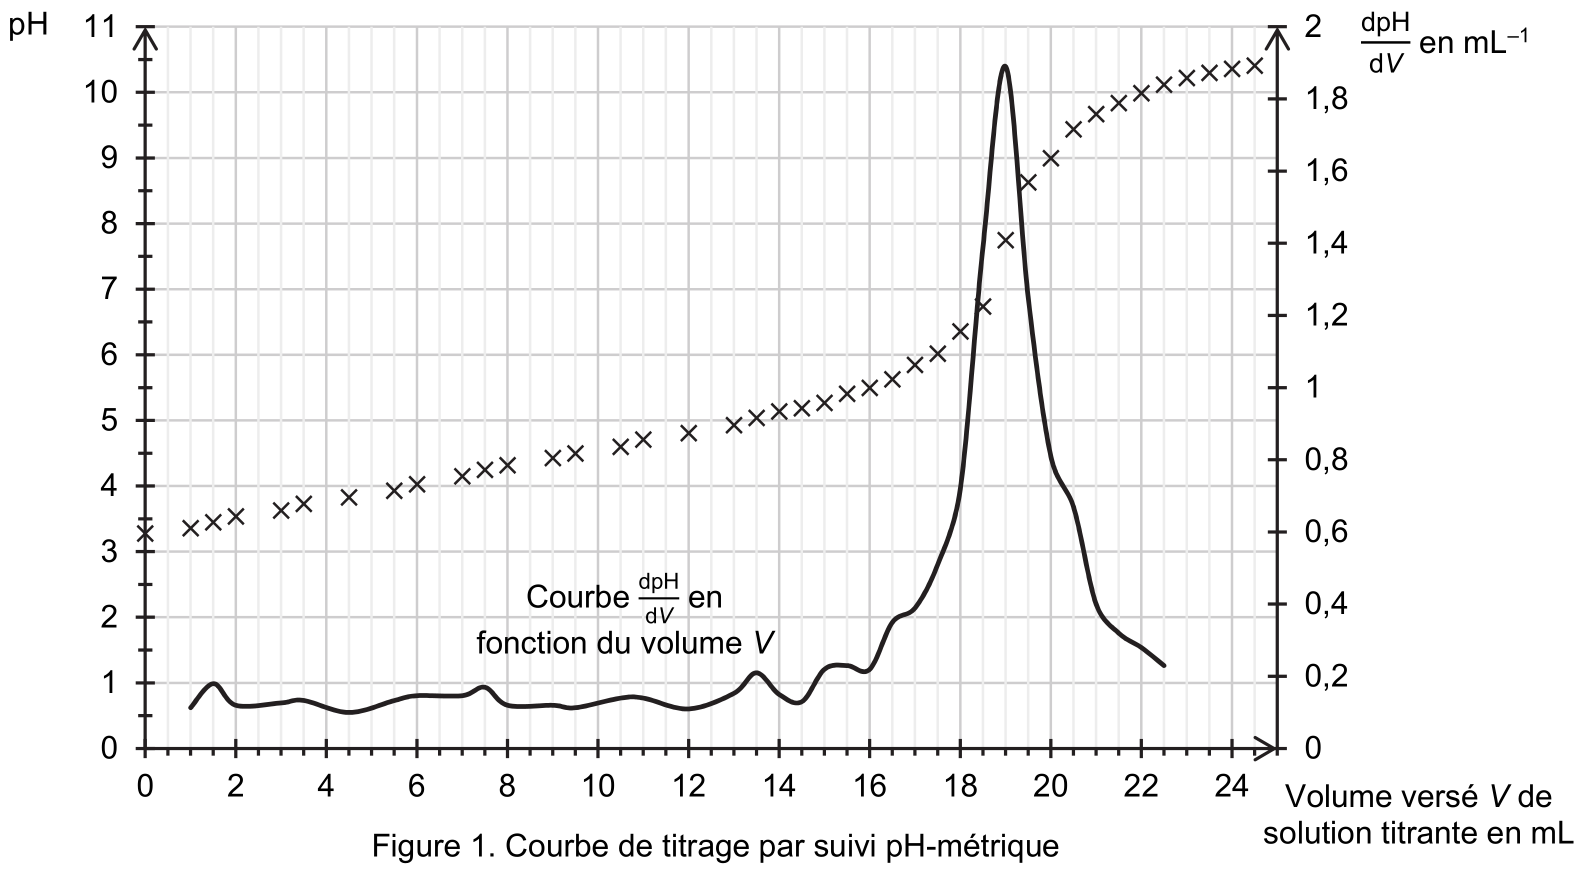 pH
11
10
9
8
7
6
5
4
3
2
1
0
2
1,8
1,6
1,4
1,2
1
0,8
0,6
0,4
0,2
0
dpH
dV
en mL–1
Courbe dpH/dV en
fonction du volume V
0 2 4 6 8 10 12 14 16 18 20 22 24
Volume versé V de
solution titrante en mL
Figure 1. Courbe de titrage par suivi pH-métrique